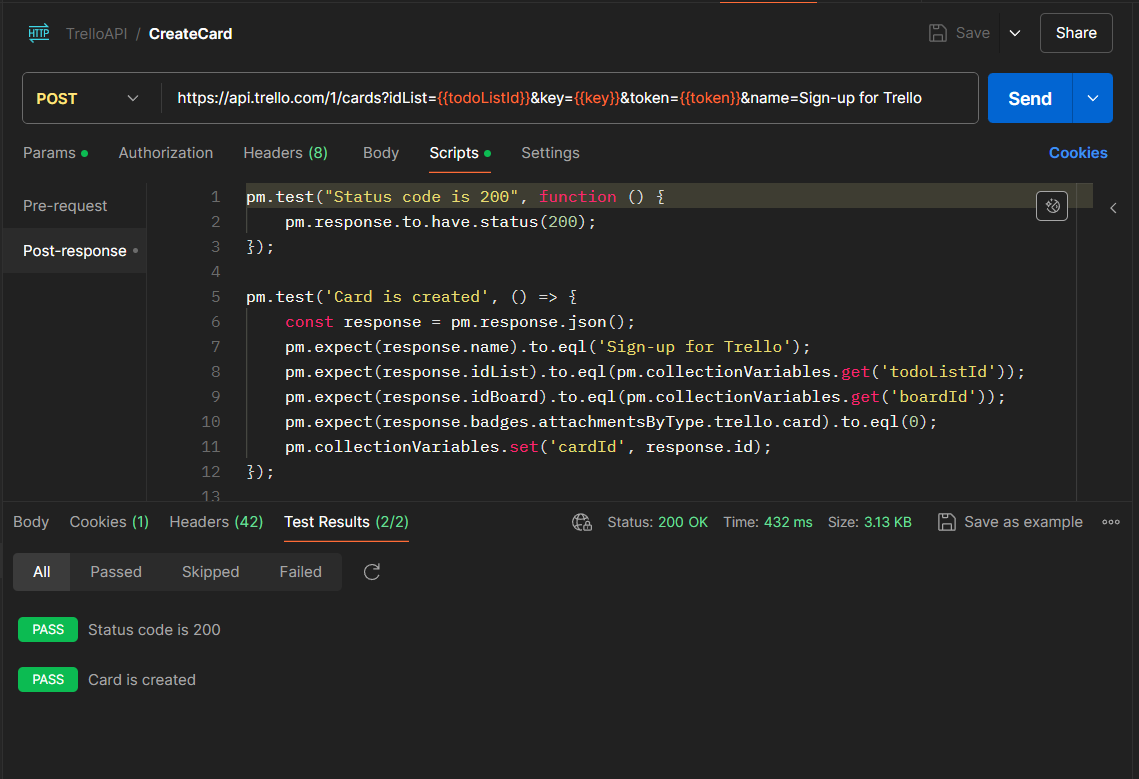 HTTP TrelloAPI / CreateCard Save Share
POST https://api.trello.com/1/cards?idList={{todoListId}}&key={{key}}&token={{token}}&name=Sign-up for Trello Send
Params Authorization Headers (8) Body Scripts Settings Cookies
Pre-request
Post-response
1 pm.test("Status code is 200", function () {
2 pm.response.to.have.status(200);
3 });
4
5 pm.test('Card is created', () => {
6 const response = pm.response.json();
7 pm.expect(response.name).to.eql('Sign-up for Trello');
8 pm.expect(response.idList).to.eql(pm.collectionVariables.get('todoListId'));
9 pm.expect(response.idBoard).to.eql(pm.collectionVariables.get('boardId'));
10 pm.expect(response.badges.attachmentsByType.trello.card).to.eql(0);
11 pm.collectionVariables.set('cardId', response.id);
12 });
13
Body Cookies (1) Headers (42) Test Results (2/2) Status: 200 OK Time: 432 ms Size: 3.13 KB Save as example
All Passed Skipped Failed
PASS Status code is 200
PASS Card is created